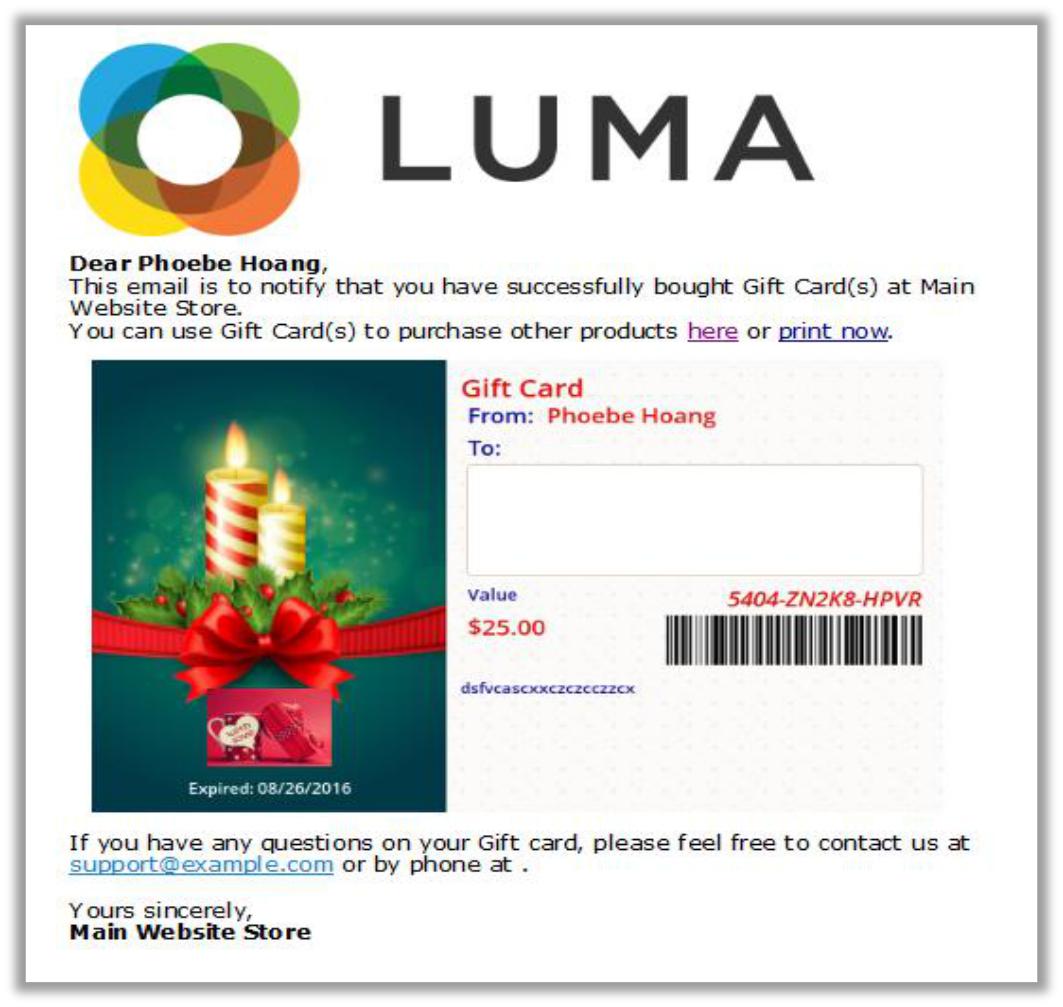 LUMA
Dear Phoebe Hoang,
This email is to notify that you have successfully bought Gift Card(s) at Main
Website Store.
You can use Gift Card(s) to purchase other products here or print now.
Gift Card
From: Phoebe Hoang
To:
Value
5404-ZN2K8-HPVR
$25.00
dsfvcascxxczczcczzcx
with
love
Expired: 08/26/2016
If you have any questions on your Gift card, please feel free to contact us at
support@example.com or by phone at .
Yours sincerely,
Main Website Store